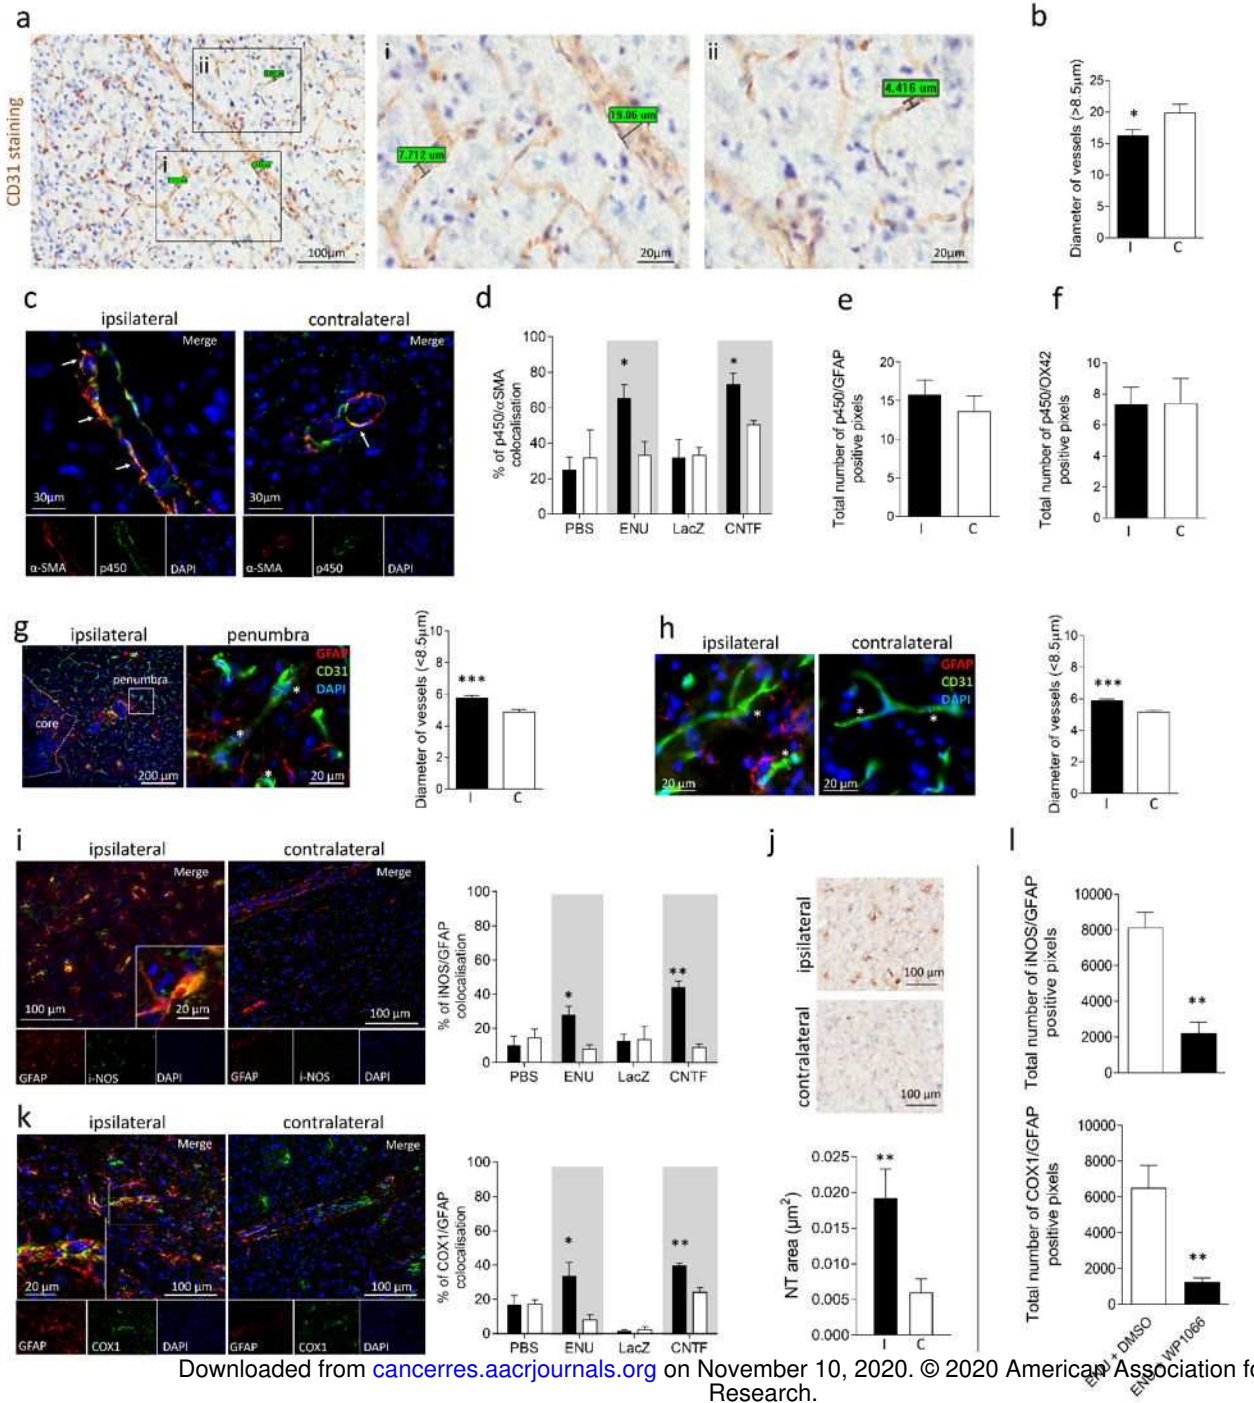 a
CD31 staining
ii
i
100µm
i
7.712 um
19.06 um
20µm
ii
4.416 um
20µm
b
Diameter of vessels (>8.5µm)
25
20
15
10
5
0
*
I
C
c
ipsilateral
contralateral
Merge
Merge
30µm
30µm
α-SMA
p450
DAPI
α-SMA
p450
DAPI
d
% of p450/αSMA
colocalisation
100
80
60
40
20
0
*
*
PBS
ENU
LacZ
CNTF
e
Total number of p450/GFAP
positive pixels
20
15
10
5
0
I
C
f
Total number of p450/OX42
positive pixels
10
8
6
4
2
0
I
C
g
ipsilateral
penumbra
penumbra
core
200 µm
GFAP
CD31
DAPI
*
*
*
20 µm
Diameter of vessels (<8.5µm)
10
8
6
4
2
0
***
I
C
h
ipsilateral
contralateral
GFAP
CD31
DAPI
*
*
*
*
20 µm
20 µm
Diameter of vessels (<8.5µm)
10
8
6
4
2
0
***
I
C
i
ipsilateral
contralateral
Merge
Merge
100 µm
20 µm
100 µm
GFAP
i-NOS
DAPI
GFAP
i-NOS
DAPI
% of iNOS/GFAP
colocalisation
100
80
60
40
20
0
*
**
PBS
ENU
LacZ
CNTF
j
ipsilateral
100 µm
contralateral
100 µm
NT area (µm²)
0.025
0.020
0.015
0.010
0.005
0.000
**
I
C
k
ipsilateral
contralateral
Merge
Merge
20 µm
100 µm
100 µm
GFAP
COX1
DAPI
GFAP
COX1
DAPI
% of COX1/GFAP
colocalisation
100
80
60
40
20
0
*
**
PBS
ENU
LacZ
CNTF
l
Total number of iNOS/GFAP
positive pixels
10000
8000
6000
4000
2000
0
**
Total number of COX1/GFAP
positive pixels
10000
8000
6000
4000
2000
0
**
ENU + DMSO
ENU + WP1066
Downloaded from cancerres.aacrjournals.org on November 10, 2020. © 2020 American Association fo
Research.